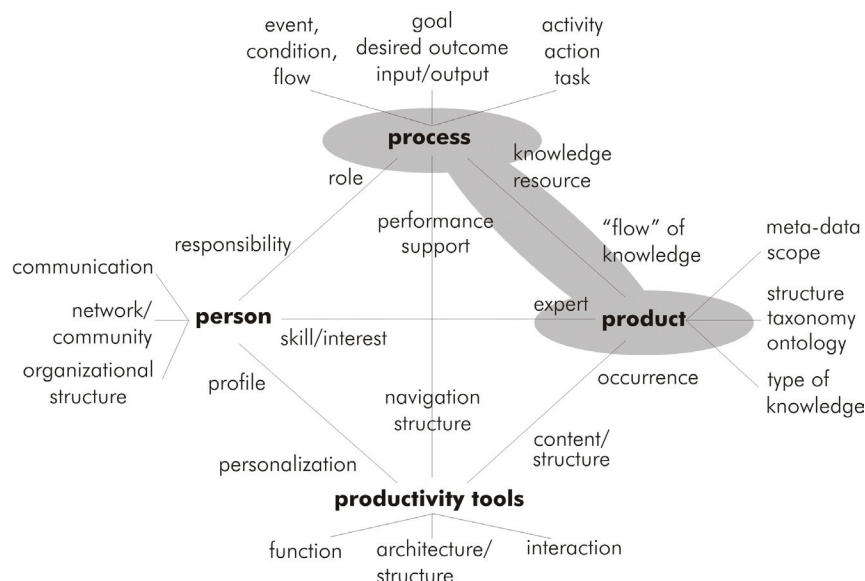 event,
condition,
flow
goal
desired outcome
input/output
activity
action
task
process
knowledge
resource
role
performance
support
responsibility
"flow" of
knowledge
meta-data
scope
communication
network/
community
organizational
structure
person
skill/interest
expert
product
structure
taxonomy
ontology
type of
knowledge
profile
occurrence
navigation
structure
content/
structure
personalization
productivity tools
function
architecture/
structure
interaction